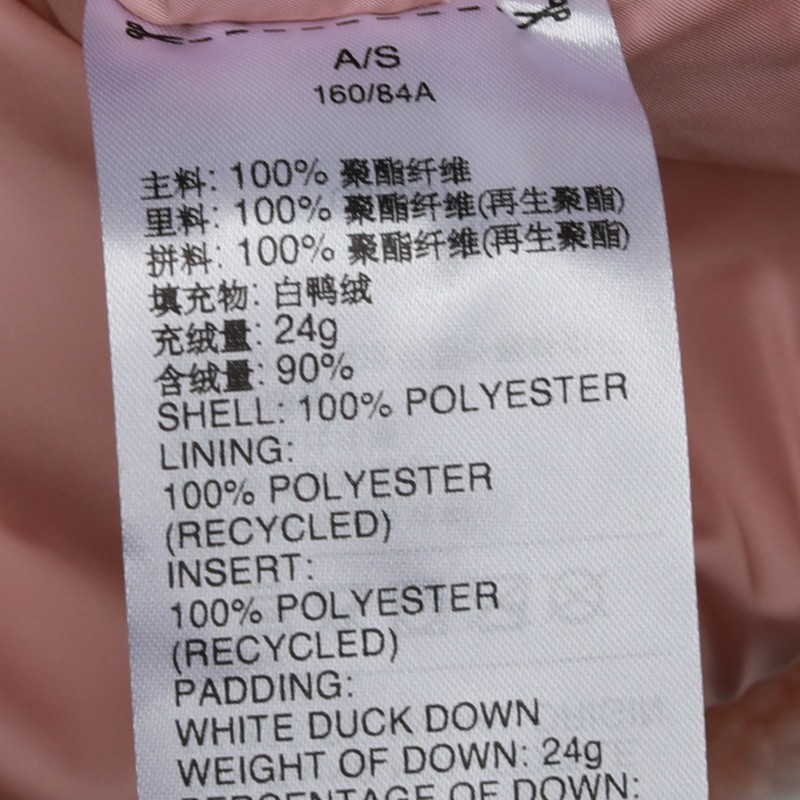 A/S
160/84A
主料: 100% 聚酯纤维
里料: 100% 聚酯纤维(再生聚酯)
拼料: 100% 聚酯纤维(再生聚酯)
填充物: 白鸭绒
充绒量: 24g
含绒量: 90%
SHELL: 100% POLYESTER
LINING:
100% POLYESTER
(RECYCLED)
INSERT:
100% POLYESTER
(RECYCLED)
PADDING:
WHITE DUCK DOWN
WEIGHT OF DOWN: 24g
PERCENTAGE OF DOWN: